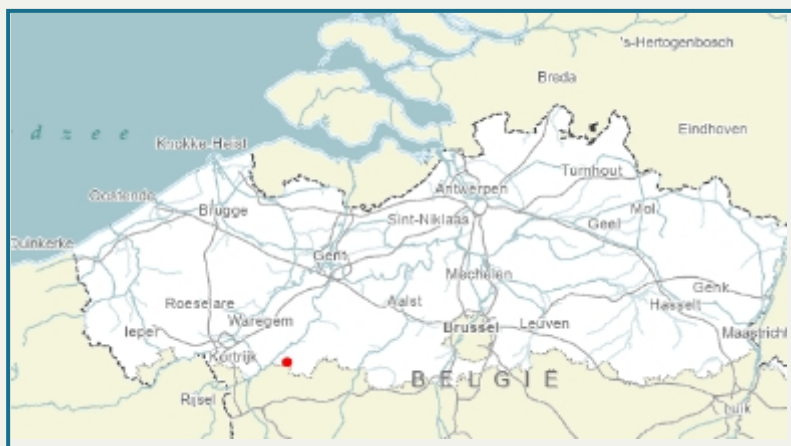 's-Hertogenbosch
Breda
d z e e
Eindhoven
Knokke-Heist
Turnhout
Antwerpen
Oostende
Brugge
Mol
Sint-Niklaas
Geel
Duinkerke
Gent
Mechelen
Genk
Roeselare
Aalst
Hasselt
Waregem
Brussel
Leuven
Ieper
Maastricht
Kortrijk
BELGIË
Rijsel
Luik